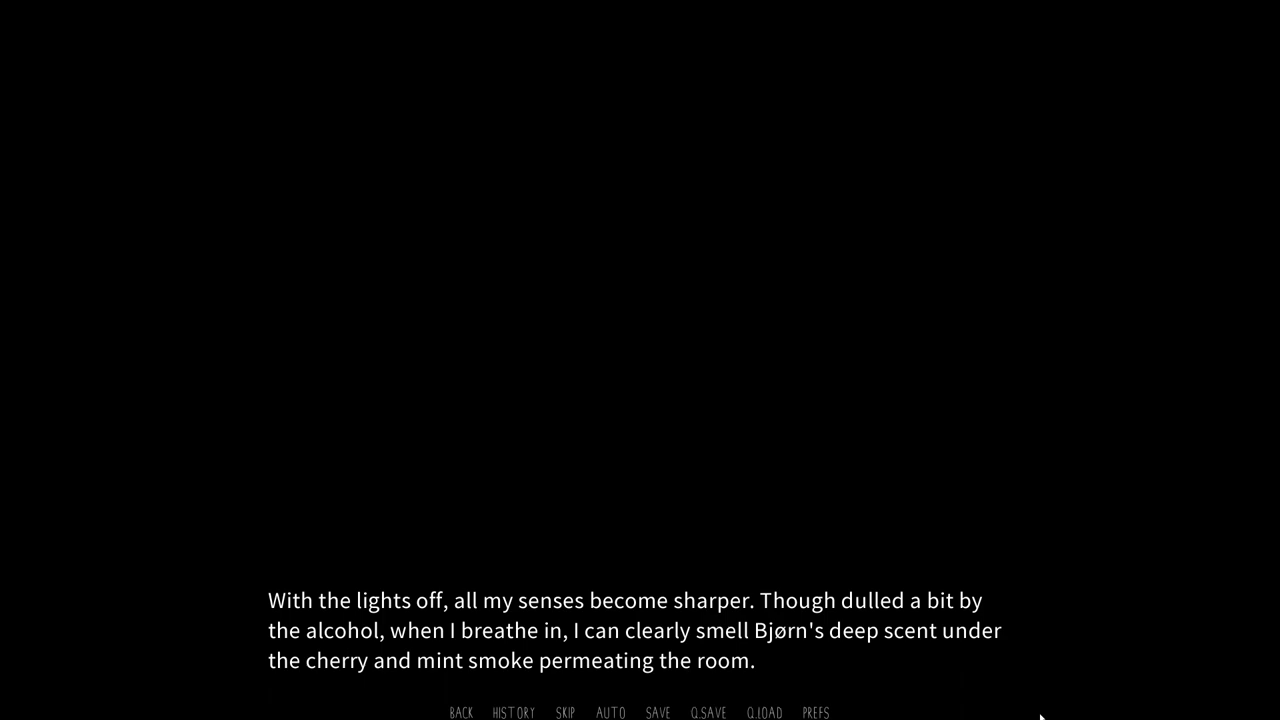 With the lights off, all my senses become sharper. Though dulled a bit by
the alcohol, when I breathe in, I can clearly smell Bjørn's deep scent under
the cherry and mint smoke permeating the room.
BACK HISTORY SKIP AUTO SAVE Q.SAVE Q.LOAD PREFS